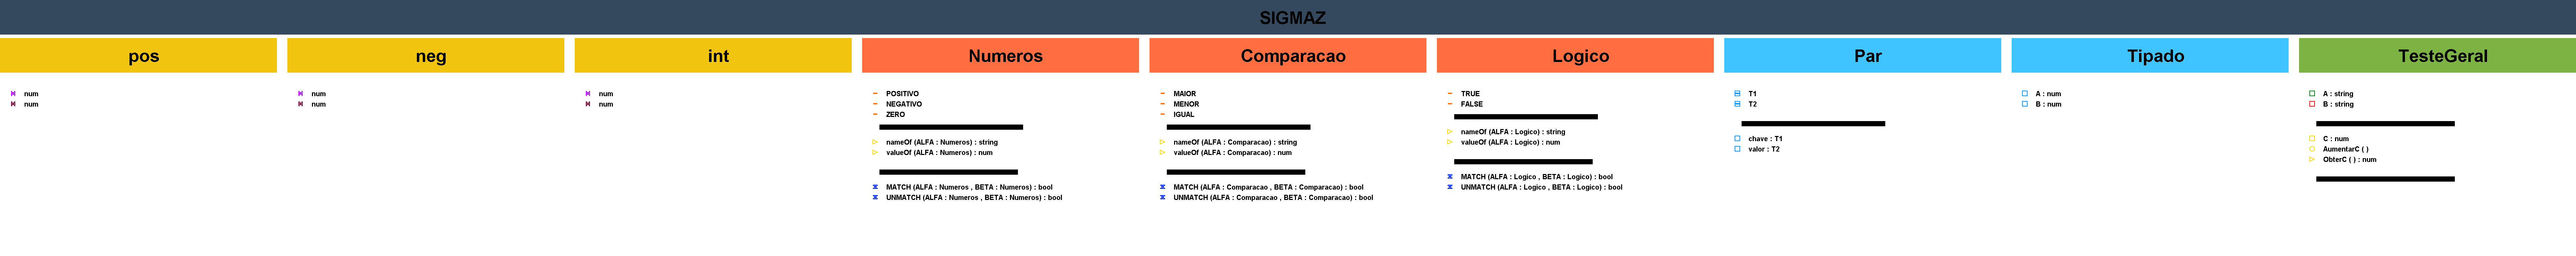 SIGMAZ
pos
num
num
neg
num
num
int
num
num
Numeros
POSITIVO
NEGATIVO
ZERO
nameOf (ALFA : Numeros) : string
valueOf (ALFA : Numeros) : num
MATCH (ALFA : Numeros , BETA : Numeros) : bool
UNMATCH (ALFA : Numeros , BETA : Numeros) : bool
Comparacao
MAIOR
MENOR
IGUAL
nameOf (ALFA : Comparacao) : string
valueOf (ALFA : Comparacao) : num
MATCH (ALFA : Comparacao , BETA : Comparacao) : bool
UNMATCH (ALFA : Comparacao , BETA : Comparacao) : bool
Logico
TRUE
FALSE
nameOf (ALFA : Logico) : string
valueOf (ALFA : Logico) : num
MATCH (ALFA : Logico , BETA : Logico) : bool
UNMATCH (ALFA : Logico , BETA : Logico) : bool
Par
T1
T2
chave : T1
valor : T2
Tipado
A : num
B : num
TesteGeral
A : string
B : string
C : num
AumentarC ( )
ObterC ( ) : num